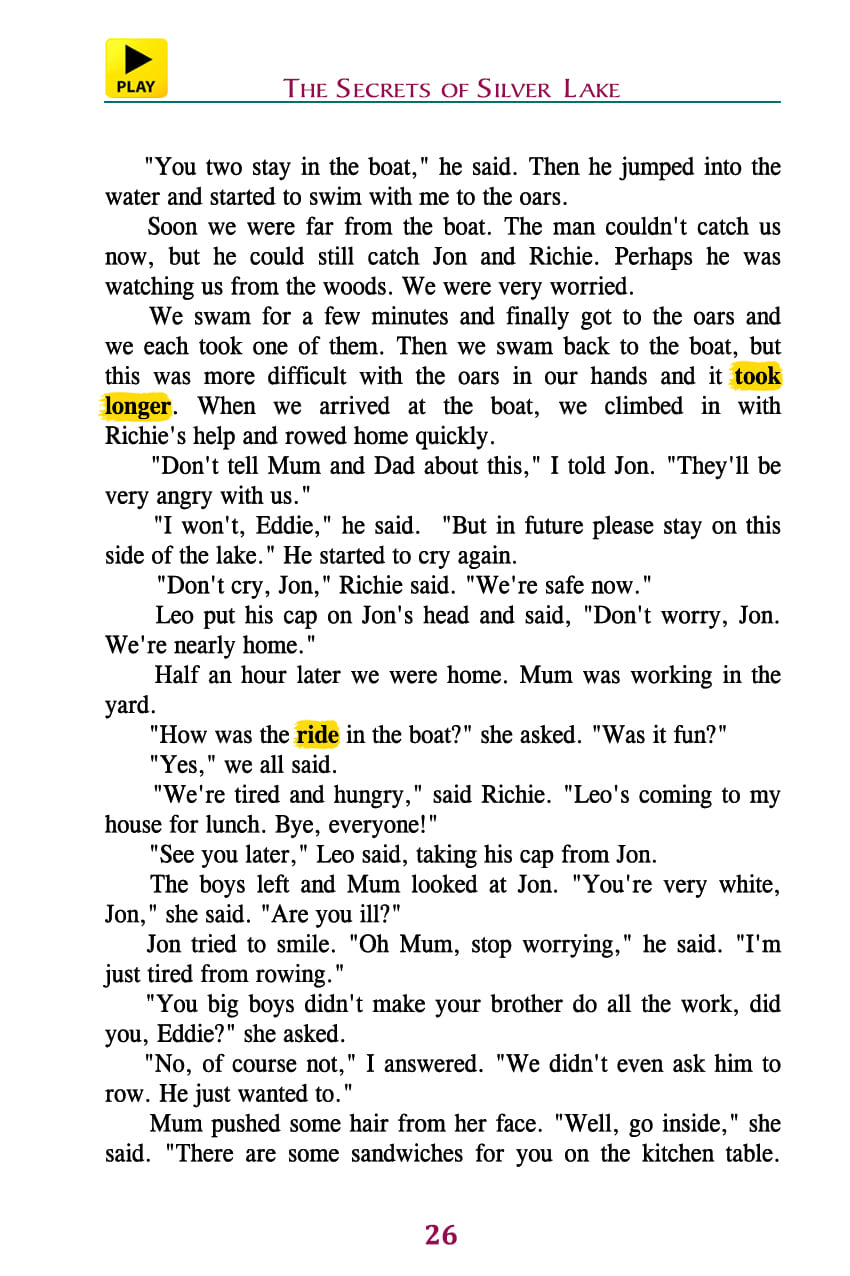 PLAY
THE SECRETS OF SILVER LAKE
"You two stay in the boat," he said. Then he jumped into the
water and started to swim with me to the oars.
Soon we were far from the boat. The man couldn't catch us
now, but he could still catch Jon and Richie. Perhaps he was
watching us from the woods. We were very worried.
We swam for a few minutes and finally got to the oars and
we each took one of them. Then we swam back to the boat, but
this was more difficult with the oars in our hands and it took
longer. When we arrived at the boat, we climbed in with
Richie's help and rowed home quickly.
"Don't tell Mum and Dad about this," I told Jon. "They'll be
very angry with us."
"I won't, Eddie," he said. "But in future please stay on this
side of the lake." He started to cry again.
"Don't cry, Jon," Richie said. "We're safe now."
Leo put his cap on Jon's head and said, "Don't worry, Jon.
We're nearly home."
Half an hour later we were home. Mum was working in the
yard.
"How was the ride in the boat?" she asked. "Was it fun?"
"Yes," we all said.
"We're tired and hungry," said Richie. "Leo's coming to my
house for lunch. Bye, everyone!"
"See you later," Leo said, taking his cap from Jon.
The boys left and Mum looked at Jon. "You're very white,
Jon," she said. "Are you ill?"
Jon tried to smile. "Oh Mum, stop worrying," he said. "I'm
just tired from rowing."
"You big boys didn't make your brother do all the work, did
you, Eddie?" she asked.
"No, of course not," I answered. "We didn't even ask him to
row. He just wanted to."
Mum pushed some hair from her face. "Well, go inside," she
said. "There are some sandwiches for you on the kitchen table.
26